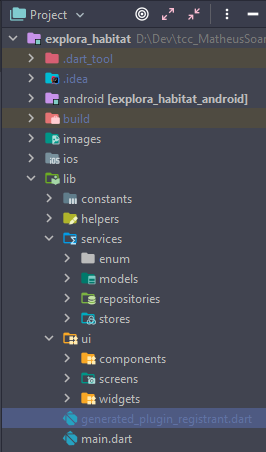 Project
explora_habitat D:\Dev\tcc_MatheusSoar
.dart_tool
.idea
android [explora_habitat_android]
build
images
ios
lib
constants
helpers
services
enum
models
repositories
stores
ui
components
screens
widgets
generated_plugin_registrant.dart
main.dart